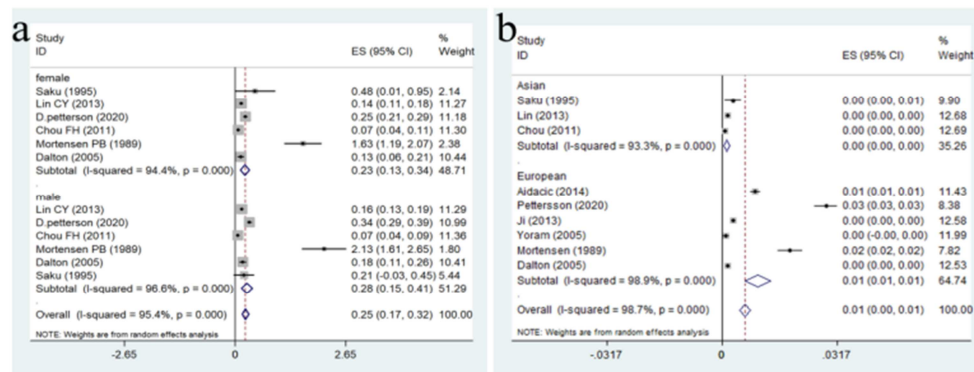 a
Study %
ID ES (95% CI) Weight
female
Saku (1995) 0.48 (0.01, 0.95) 2.14
Lin CY (2013) 0.14 (0.11, 0.18) 11.27
D.petterson (2020) 0.25 (0.21, 0.29) 11.18
Chou FH (2011) 0.07 (0.04, 0.11) 11.30
Mortensen PB (1989) 1.63 (1.19, 2.07) 2.38
Dalton (2005) 0.13 (0.06, 0.21) 10.44
Subtotal (I-squared = 94.4%, p = 0.000) 0.23 (0.13, 0.34) 48.71
.
male
Lin CY (2013) 0.16 (0.13, 0.19) 11.29
D.petterson (2020) 0.34 (0.29, 0.39) 10.99
Chou FH (2011) 0.07 (0.04, 0.09) 11.36
Mortensen PB (1989) 2.13 (1.61, 2.65) 1.80
Dalton (2005) 0.18 (0.11, 0.26) 10.41
Saku (1995) 0.21 (-0.03, 0.45) 5.44
Subtotal (I-squared = 96.6%, p = 0.000) 0.28 (0.15, 0.41) 51.29
.
Overall (I-squared = 95.4%, p = 0.000) 0.25 (0.17, 0.32) 100.00
NOTE: Weights are from random effects analysis
-2.65 0 2.65
b
Study %
ID ES (95% CI) Weight
Asian
Saku (1995) 0.00 (0.00, 0.01) 9.90
Lin (2013) 0.00 (0.00, 0.00) 12.68
Chou (2011) 0.00 (0.00, 0.00) 12.69
Subtotal (I-squared = 93.3%, p = 0.000) 0.00 (0.00, 0.00) 35.26
.
European
Aidacic (2014) 0.01 (0.01, 0.01) 11.43
Pettersson (2020) 0.03 (0.03, 0.03) 8.38
Ji (2013) 0.00 (0.00, 0.00) 12.58
Yoram (2005) 0.00 (-0.00, 0.00) 11.99
Mortensen (1989) 0.02 (0.02, 0.02) 7.82
Dalton (2005) 0.00 (0.00, 0.00) 12.53
Subtotal (I-squared = 98.9%, p = 0.000) 0.01 (0.01, 0.01) 64.74
.
Overall (I-squared = 98.7%, p = 0.000) 0.01 (0.00, 0.01) 100.00
NOTE: Weights are from random effects analysis
-.0317 0 .0317